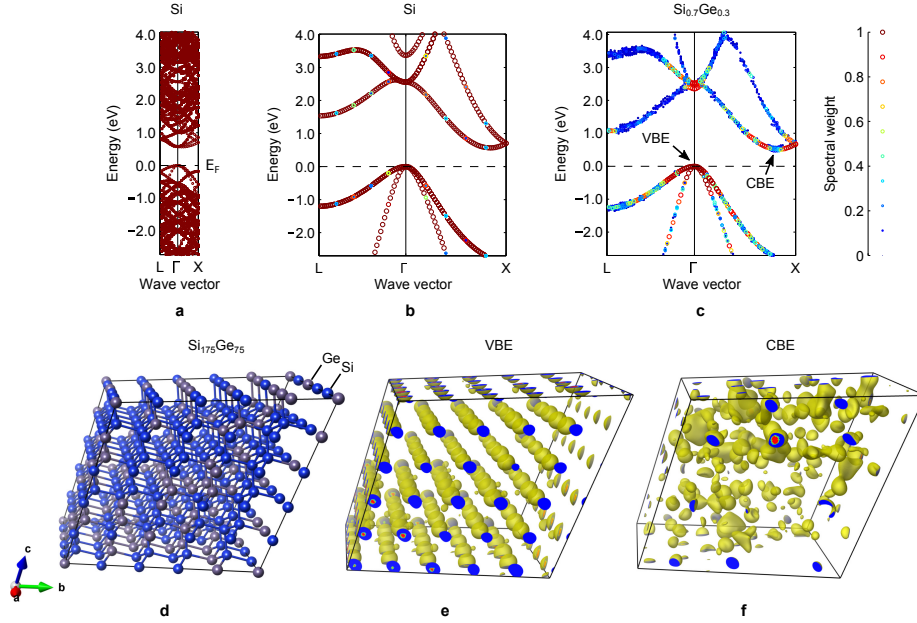 Si
Si
Si₀.₇Ge₀.₃
4.0
3.0
2.0
1.0
0.0
−1.0
−2.0
Energy (eV)
E_F
L Γ X
Wave vector
a
4.0
3.0
2.0
1.0
0.0
−1.0
−2.0
Energy (eV)
L Γ X
Wave vector
b
4.0
3.0
2.0
1.0
0.0
−1.0
−2.0
Energy (eV)
VBE
CBE
L Γ X
Wave vector
c
1
0.8
0.6
0.4
0.2
0
Spectral weight
Si₁₇₅Ge₇₅
Ge
Si
c
b
a
d
VBE
e
CBE
f